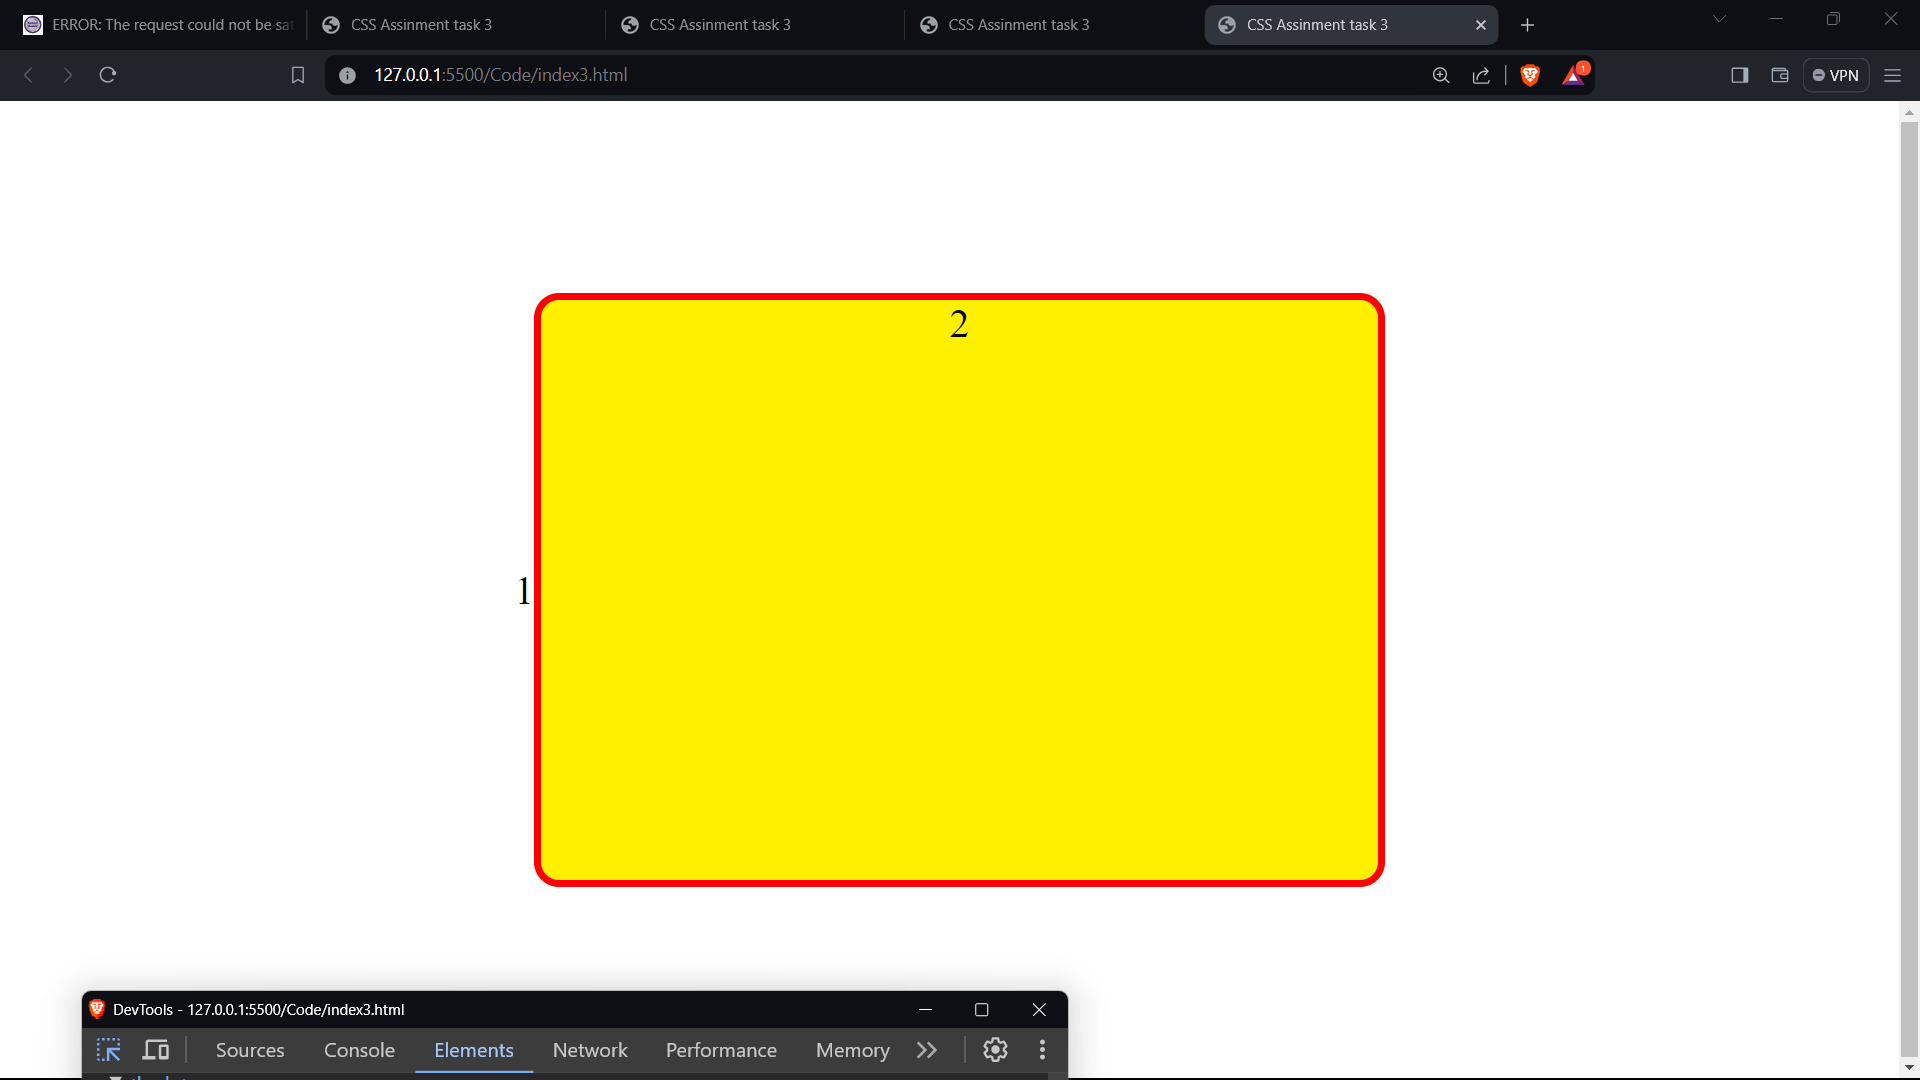 ERROR: The request could not be sat
CSS Assinment task 3
CSS Assinment task 3
CSS Assinment task 3
CSS Assinment task 3
127.0.0.1:5500/Code/index3.html
1
VPN
2
1
DevTools - 127.0.0.1:5500/Code/index3.html
Sources Console Elements Network Performance Memory